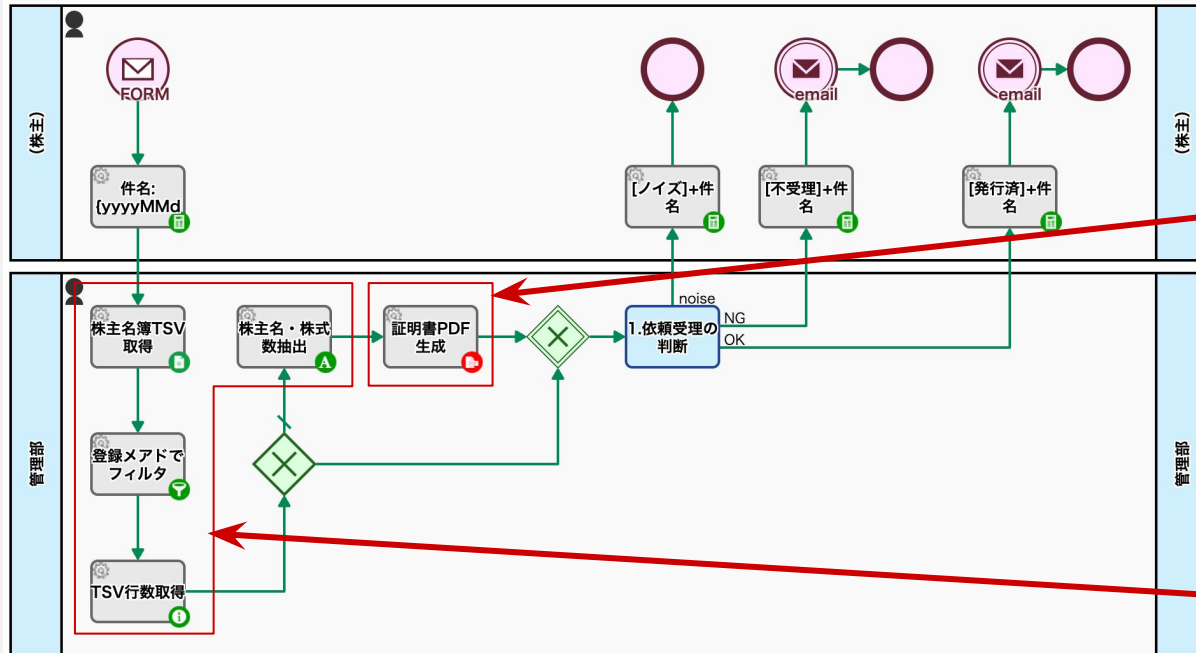 (株主)
FORM
email
email
(株主)
件名:
{yyyyMMd
[ノイズ]+件
名
[不受理]+件
名
[発行済]+件
名
管理部
株主名簿TSV
取得
株主名・株式
数抽出
証明書PDF
生成
noise
1.依頼受理の
判断
NG
OK
管理部
登録メアドで
フィルタ
TSV行数取得